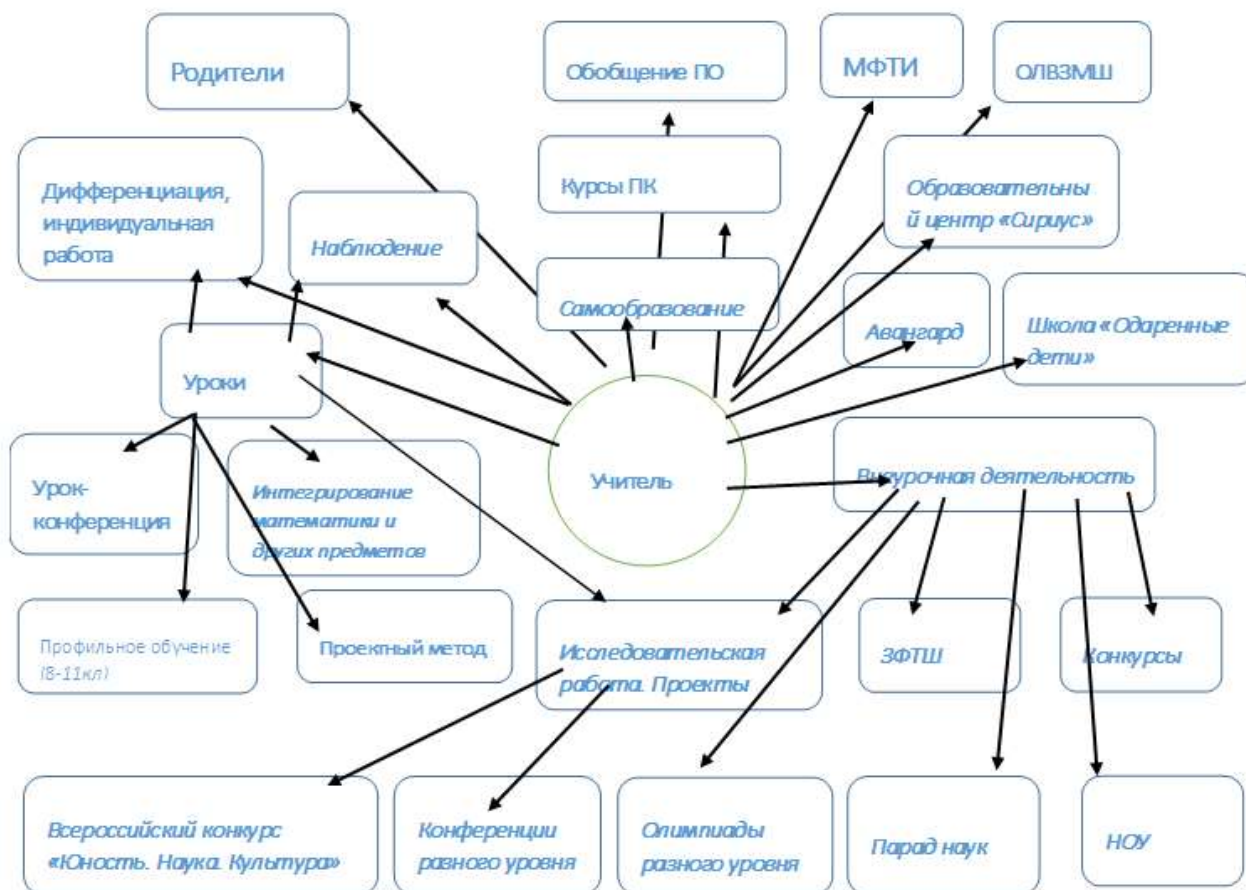 Родители
Обобщение ПО
МФТИ
ОЛВЗМШ
Дифференциация,
индивидуальная
работа
Наблюдение
Курсы ПК
Образовательны
й центр «Сириус»
Самообразование
Авангард
Школа «Одаренные
дети»
Уроки
Учитель
Внеурочная деятельность
Урок-
конференция
Интегрирование
математики и
других предметов
Профильное обучение
(8-11кл)
Проектный метод
Исследовательская
работа. Проекты
ЗФТШ
Конкурсы
Всероссийский конкурс
«Юность. Наука. Культура»
Конференции
разного уровня
Олимпиады
разного уровня
Парад наук
НОУ